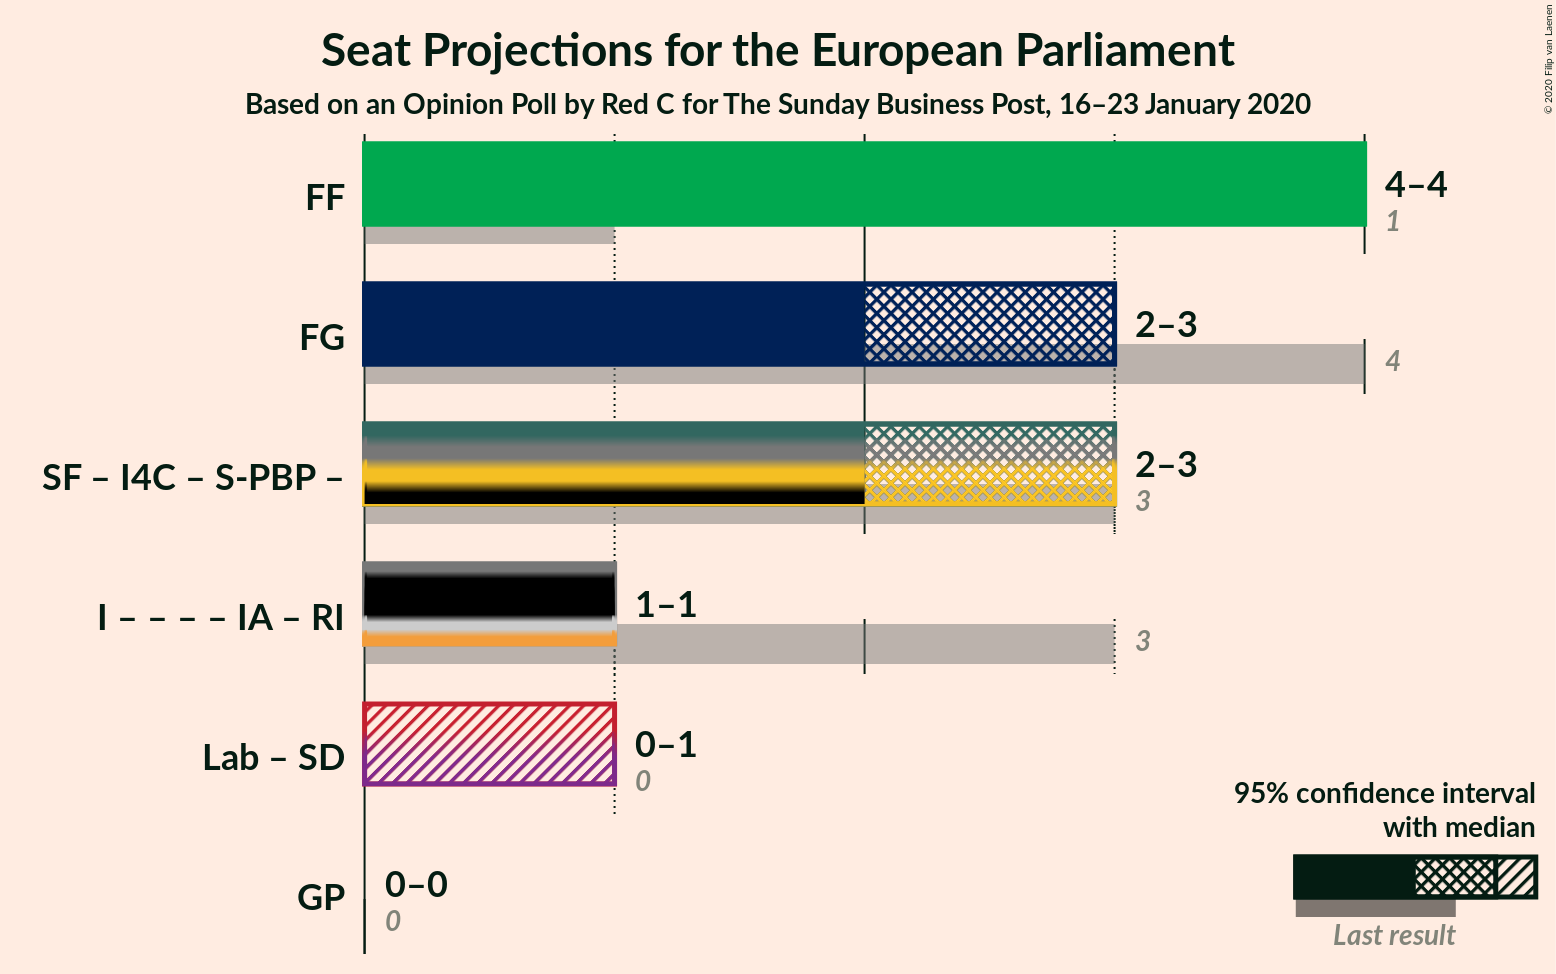 Seat Projections for the European Parliament
Based on an Opinion Poll by Red C for The Sunday Business Post, 16–23 January 2020
© 2020 Filip van Laenen
FF
4–4
1
FG
2–3
4
SF – I4C – S-PBP –
2–3
3
I – – – – IA – RI
1–1
3
Lab – SD
0–1
0
GP
0–0
0
95% confidence interval
with median
Last result